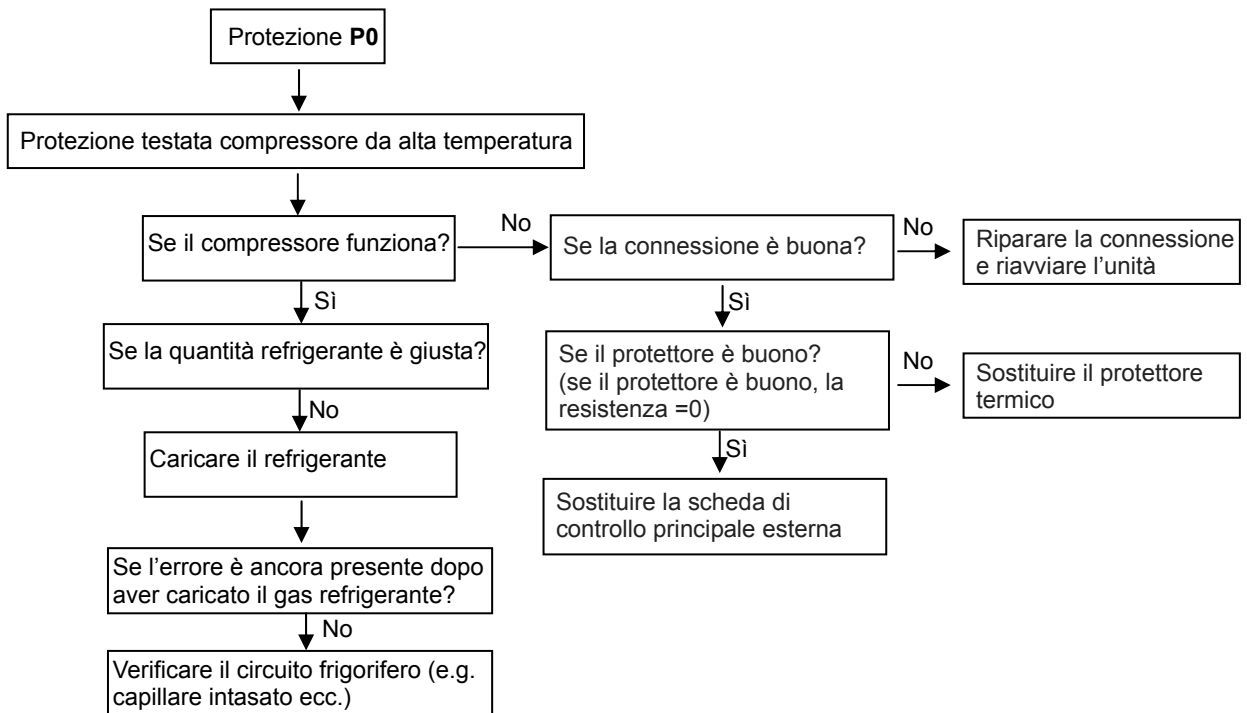 Protezione P0
Protezione testata compressore da alta temperatura
Se il compressore funziona?
No
Se la connessione è buona?
No
Riparare la connessione
e riavviare l'unità
Sì
Se la quantità refrigerante è giusta?
Sì
Se il protettore è buono?
(se il protettore è buono, la
resistenza =0)
No
Sostituire il protettore
termico
No
Caricare il refrigerante
Sì
Sostituire la scheda di
controllo principale esterna
Se l'errore è ancora presente dopo
aver caricato il gas refrigerante?
No
Verificare il circuito frigorifero (e.g.
capillare intasato ecc.)